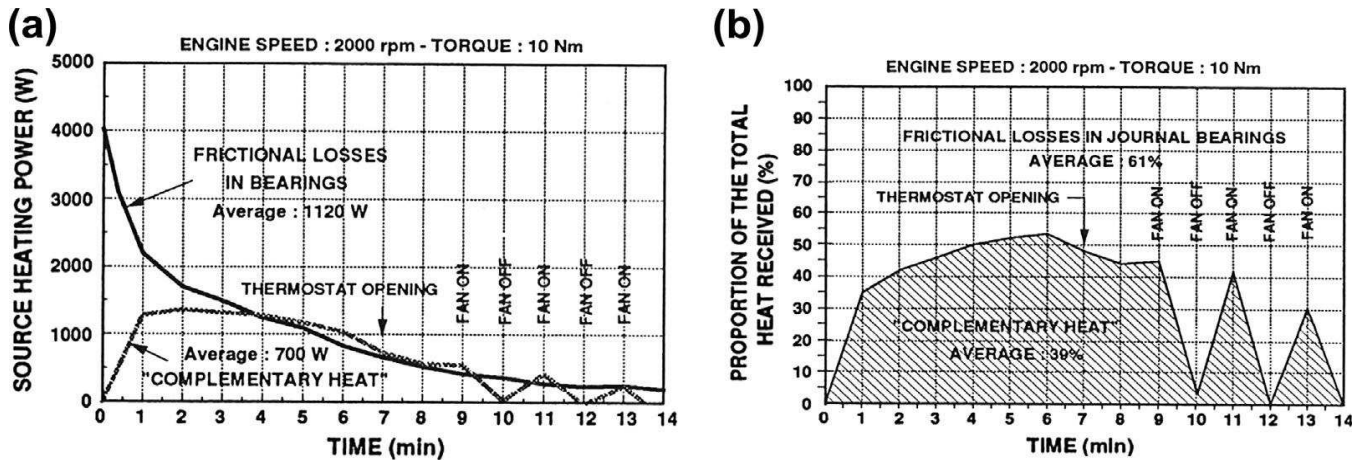 (a)
ENGINE SPEED : 2000 rpm - TORQUE : 10 Nm
SOURCE HEATING POWER (W)
5000
4000
3000
2000
1000
0
FRICTIONAL LOSSES
IN BEARINGS
Average : 1120 W
THERMOSTAT OPENING
FAN ON
FAN OFF
FAN ON
FAN OFF
FAN ON
Average : 700 W
"COMPLEMENTARY HEAT"
0 1 2 3 4 5 6 7 8 9 10 11 12 13 14
TIME (min)
(b)
ENGINE SPEED : 2000 rpm - TORQUE : 10 Nm
PROPORTION OF THE TOTAL
HEAT RECEIVED (%)
100
90
80
70
60
50
40
30
20
10
0
FRICTIONAL LOSSES IN JOURNAL BEARINGS
AVERAGE : 61%
THERMOSTAT OPENING
FAN ON
FAN OFF
FAN ON
FAN OFF
FAN ON
"COMPLEMENTARY HEAT"
AVERAGE : 39%
0 1 2 3 4 5 6 7 8 9 10 11 12 13 14
TIME (min)